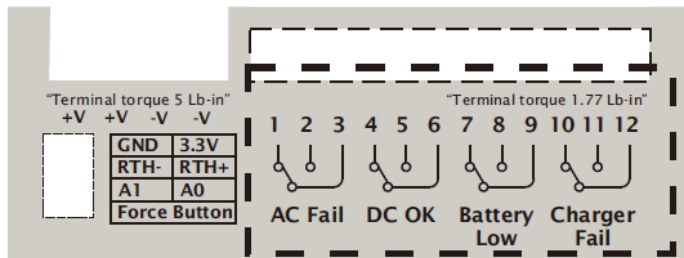 "Terminal torque 5 Lb-in"
"Terminal torque 1.77 Lb-in"
+V +V -V -V
1 2 3 4 5 6 7 8 9 10 11 12
GND 3.3V
RTH- RTH+
A1 A0
Force Button
AC Fail DC OK Battery Low Charger Fail